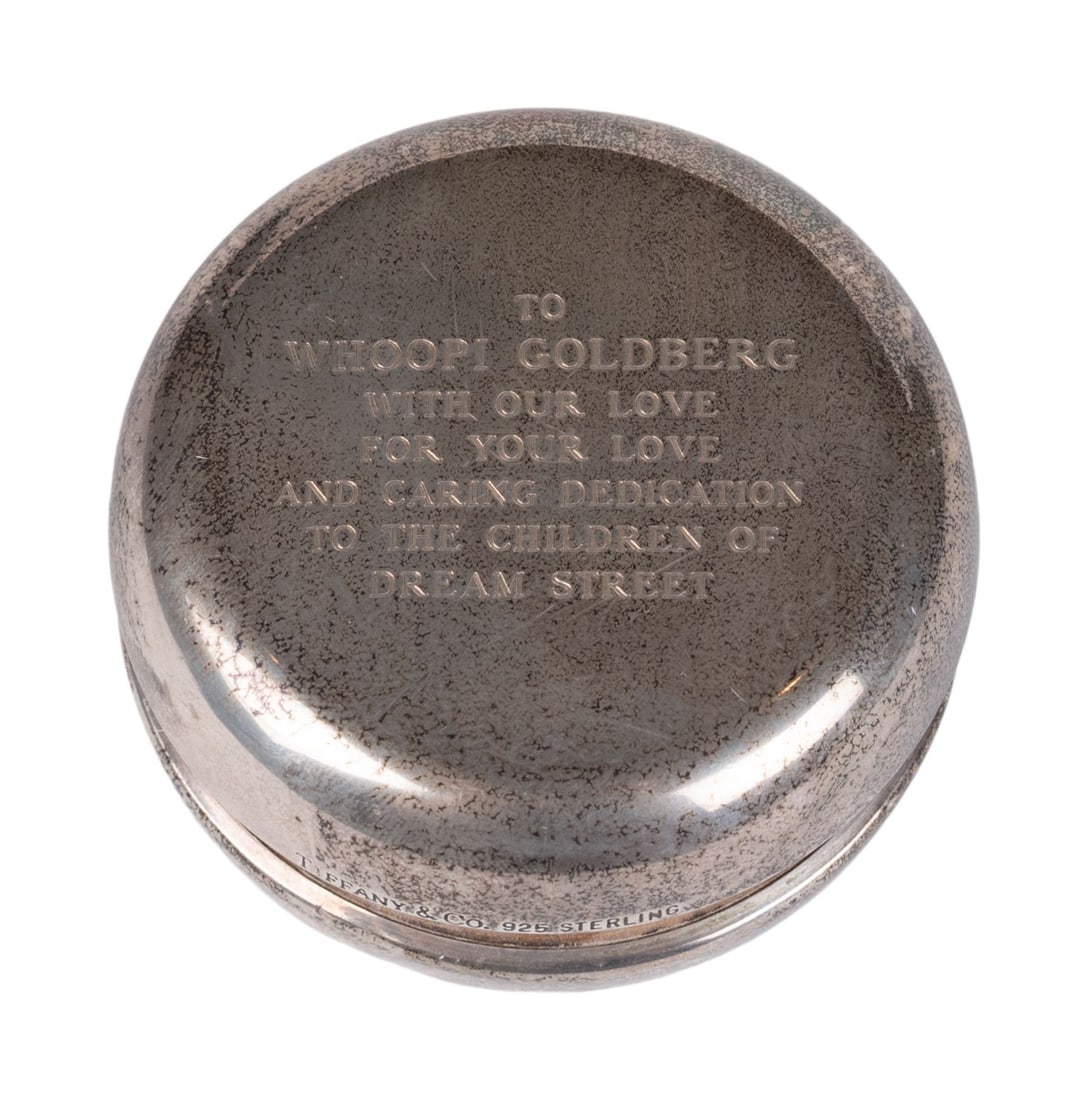 TO
WHOOPI GOLDBERG
WITH OUR LOVE
FOR YOUR LOVE
AND CARING DEDICATION
TO THE CHILDREN OF
DREAM STREET
TIFFANY & CO. 925 STERLING